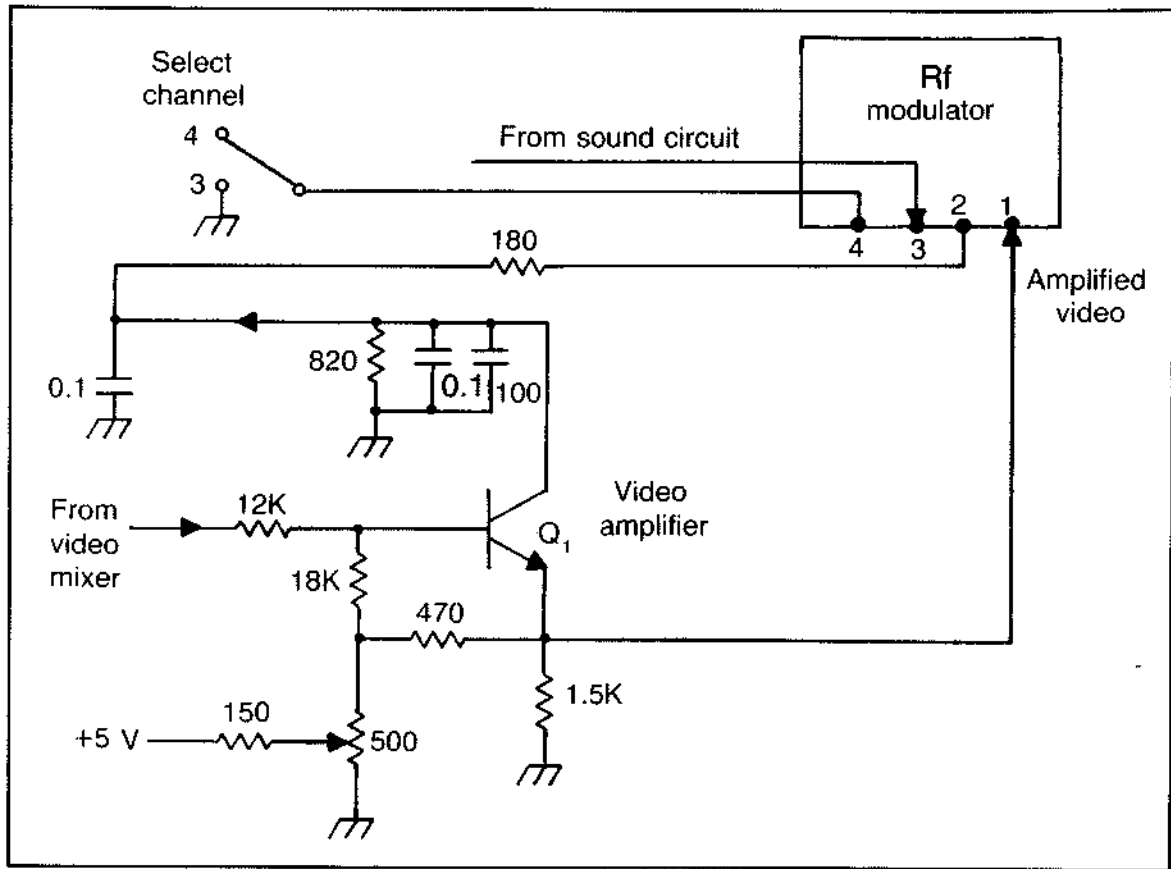 Select
channel
4
3
From sound circuit
Rf
modulator
4
3
2
1
180
Amplified
video
820
0.1
100
0.1
From
video
mixer
12K
Video
amplifier
Q1
18K
470
1.5K
+5 V
150
500